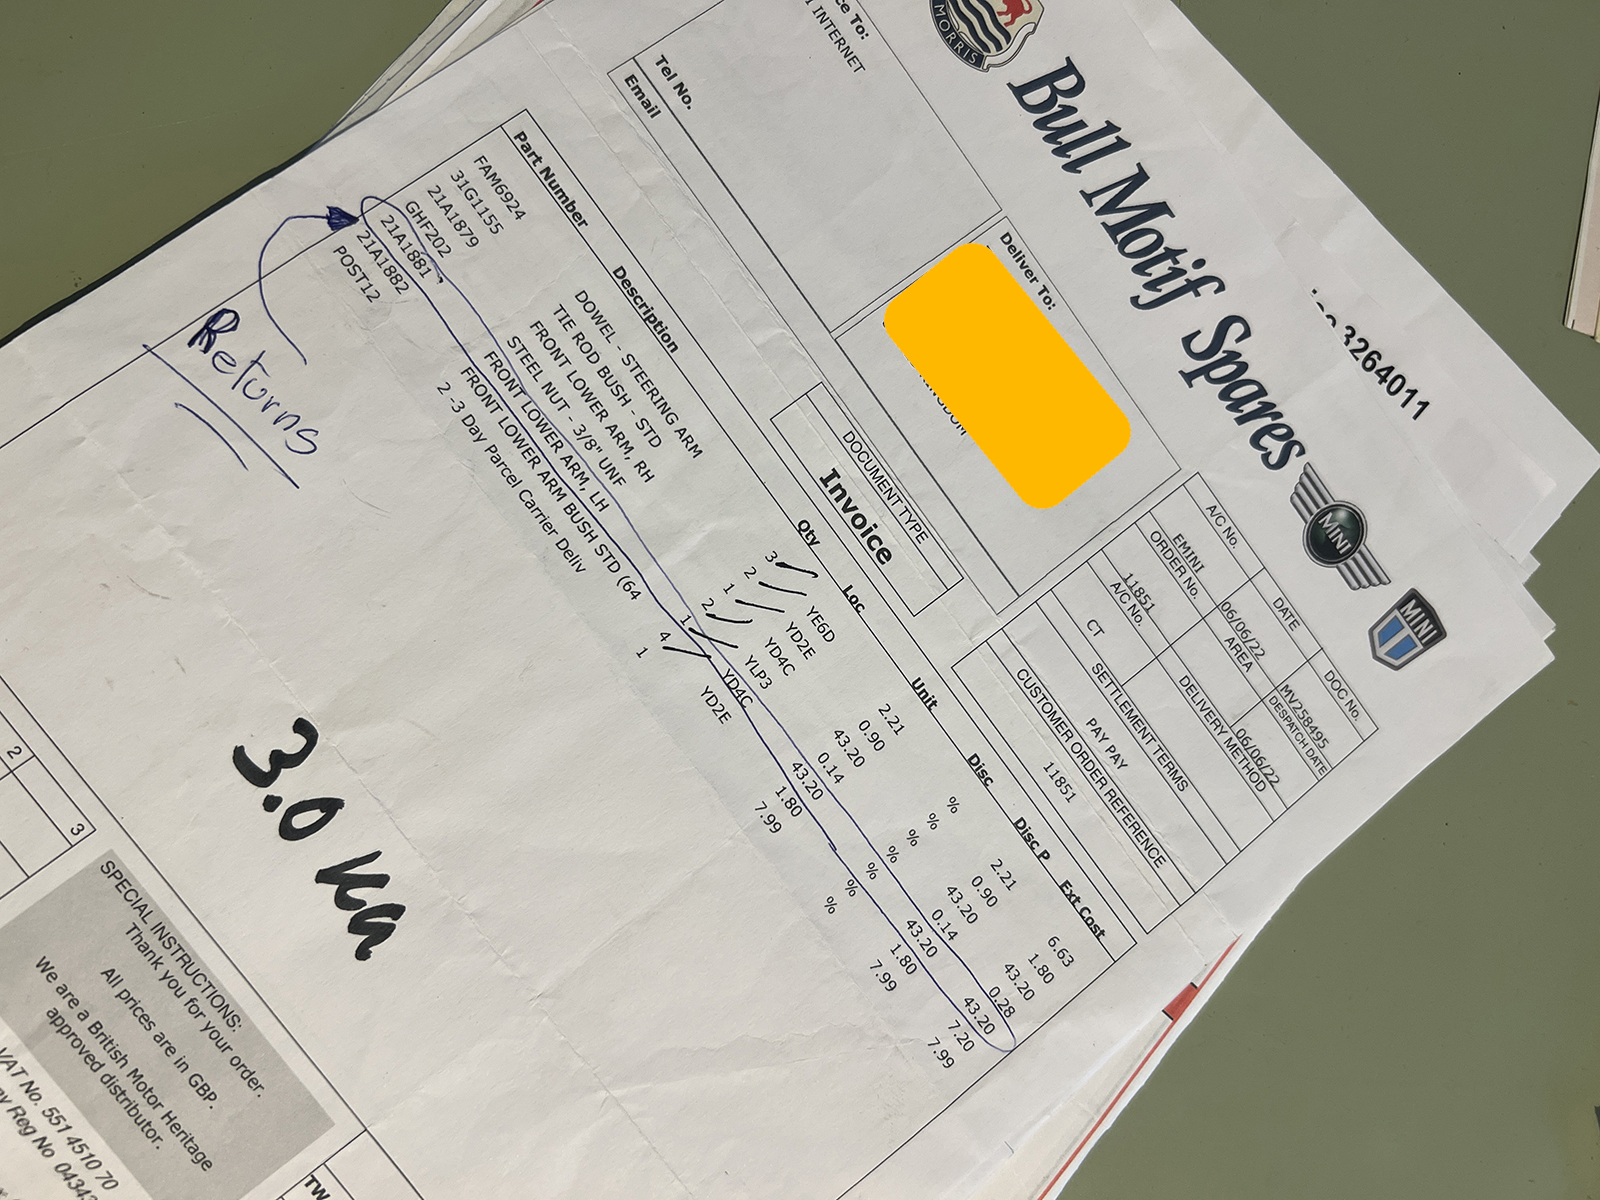 MORRIS
Bull Motif Spares
MINI
MINI
3264011
To:
INTERNET
Tel No.
Email
Deliver To:
DOCUMENT TYPE
Invoice
A/C No. DATE DOC No.
EMINI 06/06/22 MV258495
ORDER No. AREA DESPATCH DATE
11851 06/06/22
A/C No. DELIVERY METHOD
CT
SETTLEMENT TERMS
PAY PAY
CUSTOMER ORDER REFERENCE
11851
Part Number Description Qty Loc Unit Disc Disc P Ext Cost
FAM6924 DOWEL - STEERING ARM 3 YE6D 2.21 % 2.21 6.63
31G1155 TIE ROD BUSH - STD 2 YD2E 0.90 % 0.90 1.80
21A1879 FRONT LOWER ARM, RH 1 YD4C 43.20 % 43.20 43.20
GHF202 STEEL NUT - 3/8" UNF 2 YLP3 0.14 % 0.14 0.28
21A1881 FRONT LOWER ARM, LH 1 YD4C 43.20 % 43.20 43.20
21A1882 FRONT LOWER ARM BUSH STD (64 4 YD2E 1.80 % 1.80 7.20
POST12 2 -3 Day Parcel Carrier Deliv 1 7.99 % 7.99 7.99
Returns
3.0
2
3
SPECIAL INSTRUCTIONS:
Thank you for your order.
All prices are in GBP.
We are a British Motor Heritage
approved distributor.
VAT No. 551 4510 70
Reg No
TW